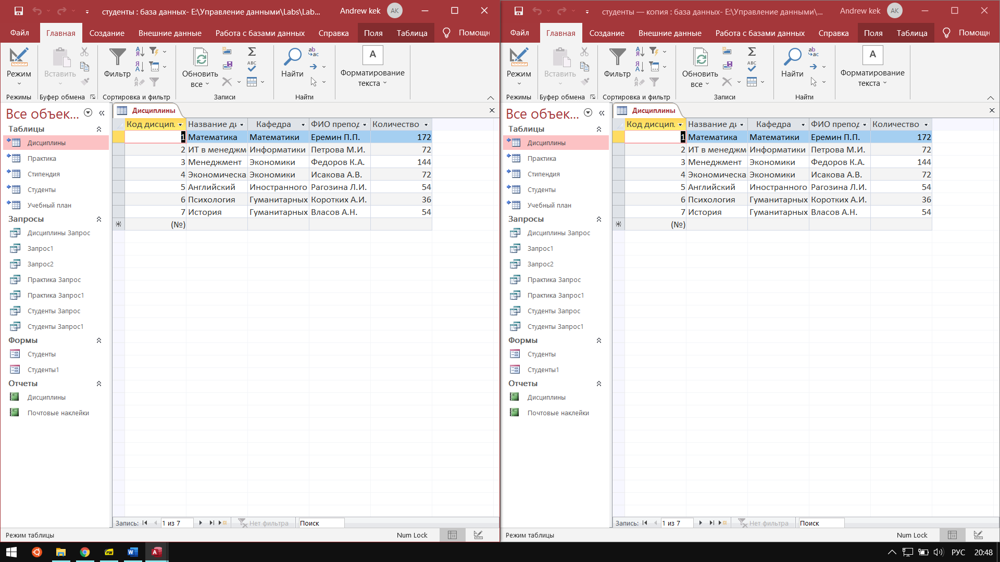 студенты : база данных- E:\Управление данными\Labs\Lab...
Andrew kek
AK
Файл
Главная
Создание
Внешние данные
Работа с базами данных
Справка
Поля
Таблица
Помощн
Режим
Вставить
Фильтр
Обновить
все
Найти
Форматирование
текста
Режимы
Буфер обмена
Сортировка и фильтр
Записи
Найти
Все объек...
Таблицы
Дисциплины
Практика
Стипендия
Студенты
Учебный план
Запросы
Дисциплины Запрос
Запрос1
Запрос2
Практика Запрос
Практика Запрос1
Студенты Запрос
Студенты Запрос1
Формы
Студенты
Студенты1
Отчеты
Дисциплины
Почтовые наклейки
Дисциплины
Код дисцип. Название ди Кафедра ФИО препод Количество
1 Математика Математики Еремин П.П. 172
2 ИТ в менеджм Информатики Петрова М.И. 72
3 Менеджмент Экономики Федоров К.А. 144
4 Экономическа Экономики Исакова А.В. 72
5 Английский Иностранного Рагозина Л.И. 54
6 Психология Гуманитарных Коротких А.И. 36
7 История Гуманитарных Власов А.Н. 54
(№)
Запись: 1 из 7 Нет фильтра Поиск
Режим таблицы
Num Lock
студенты — копия : база данных- E:\Управление данными\...
Andrew kek
AK
Файл
Главная
Создание
Внешние данные
Работа с базами данных
Справка
Поля
Таблица
Помощн
Режим
Вставить
Фильтр
Обновить
все
Найти
Форматирование
текста
Режимы
Буфер обмена
Сортировка и фильтр
Записи
Найти
Все объек...
Таблицы
Дисциплины
Практика
Стипендия
Студенты
Учебный план
Запросы
Дисциплины Запрос
Запрос1
Запрос2
Практика Запрос
Практика Запрос1
Студенты Запрос
Студенты Запрос1
Формы
Студенты
Студенты1
Отчеты
Дисциплины
Почтовые наклейки
Дисциплины
Код дисцип. Название ди Кафедра ФИО препод Количество
1 Математика Математики Еремин П.П. 172
2 ИТ в менеджм Информатики Петрова М.И. 72
3 Менеджмент Экономики Федоров К.А. 144
4 Экономическа Экономики Исакова А.В. 72
5 Английский Иностранного Рагозина Л.И. 54
6 Психология Гуманитарных Коротких А.И. 36
7 История Гуманитарных Власов А.Н. 54
(№)
Запись: 1 из 7 Нет фильтра Поиск
Режим таблицы
Num Lock
РУС
20:48